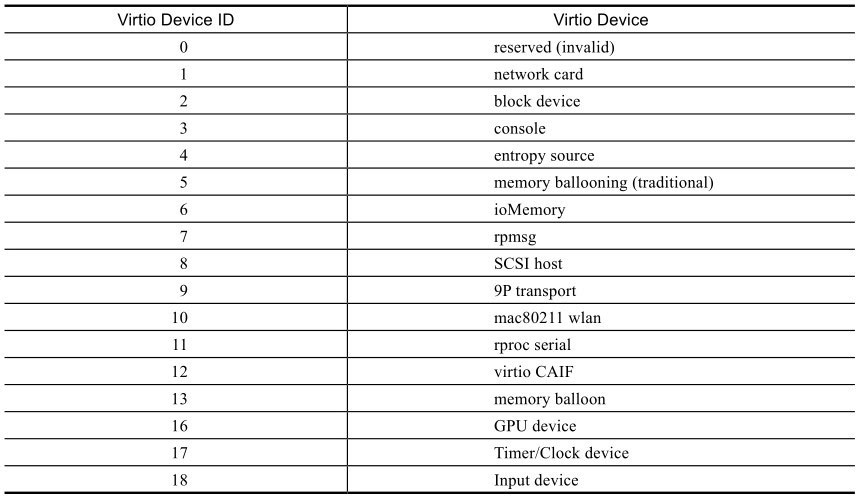 Virtio Device ID Virtio Device
0 reserved (invalid)
1 network card
2 block device
3 console
4 entropy source
5 memory ballooning (traditional)
6 ioMemory
7 rpmsg
8 SCSI host
9 9P transport
10 mac80211 wlan
11 rproc serial
12 virtio CAIF
13 memory balloon
16 GPU device
17 Timer/Clock device
18 Input device